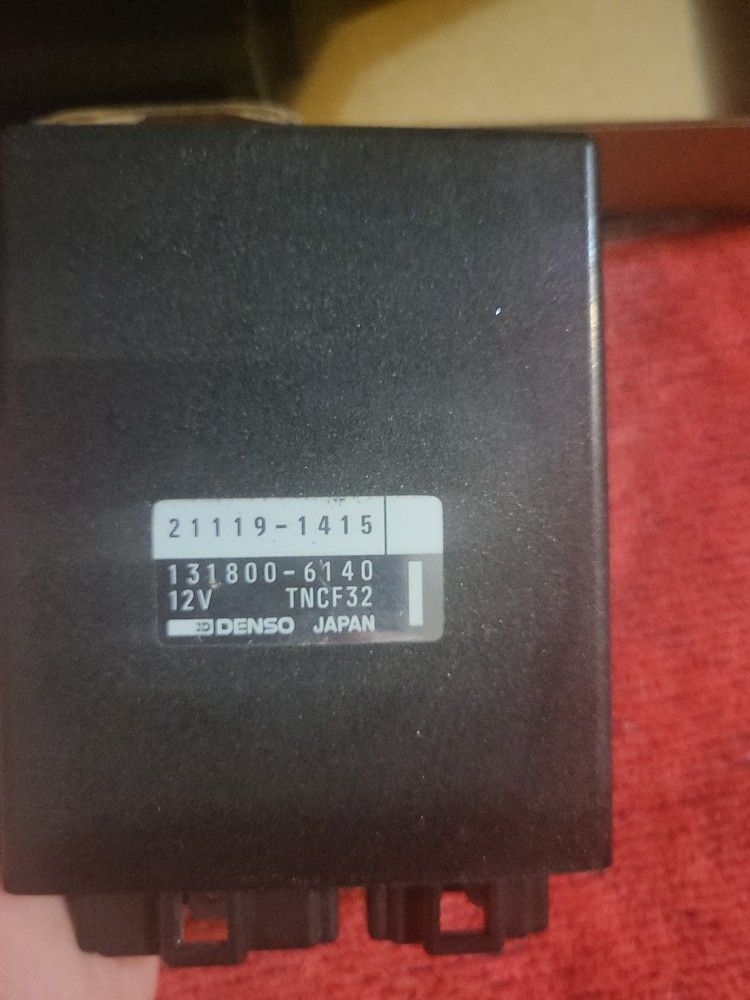 21119-1415
131800-6140
12V TNCF32
DENSO JAPAN